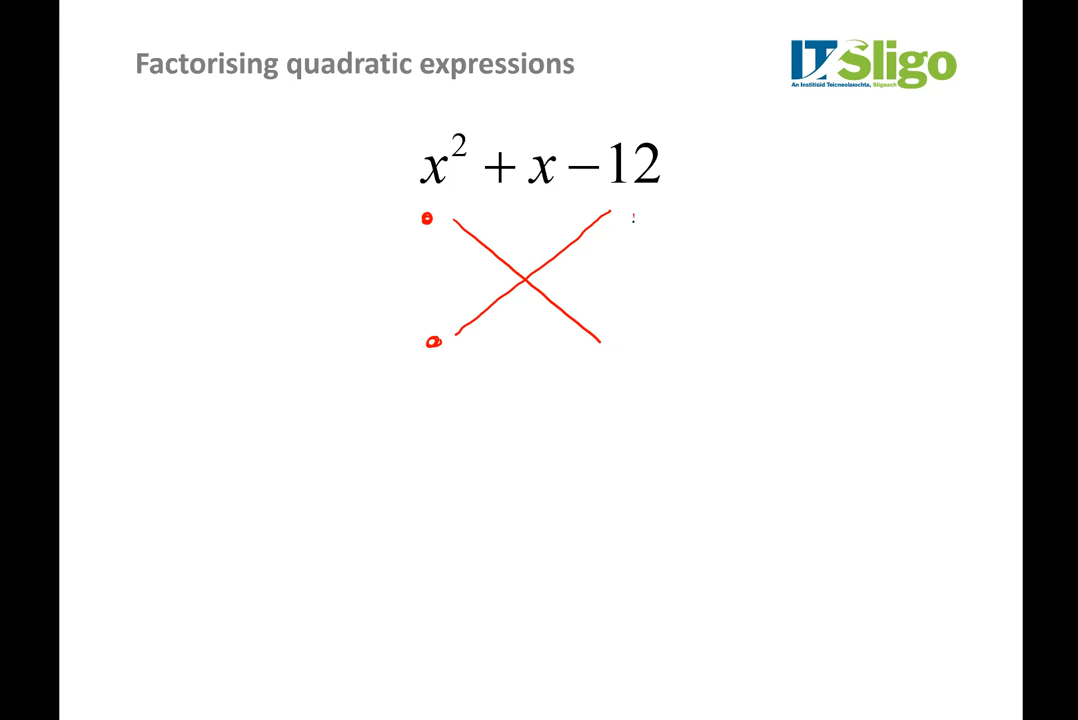 Factorising quadratic expressions
ITSligo
An Institiúid Teicneolaíochta, Sligeach
x² + x − 12